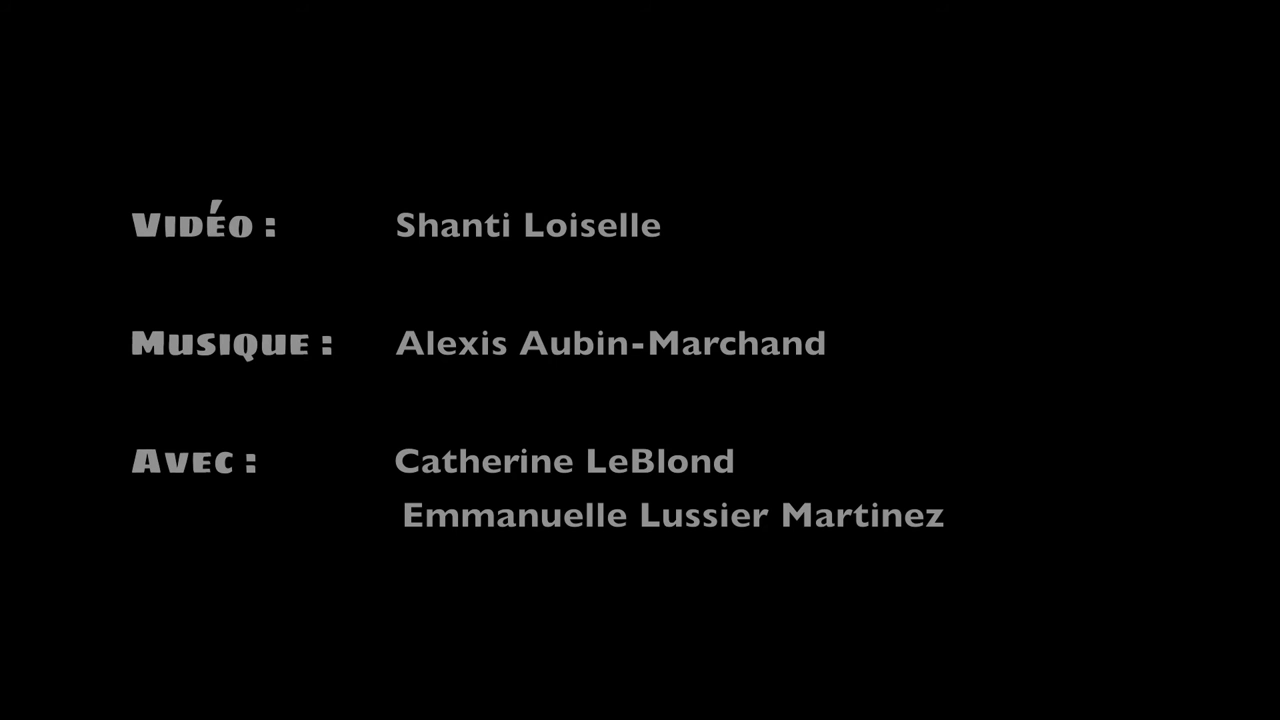 Vidéo : Shanti Loiselle
Musique : Alexis Aubin-Marchand
Avec : Catherine LeBlond
Emmanuelle Lussier Martinez